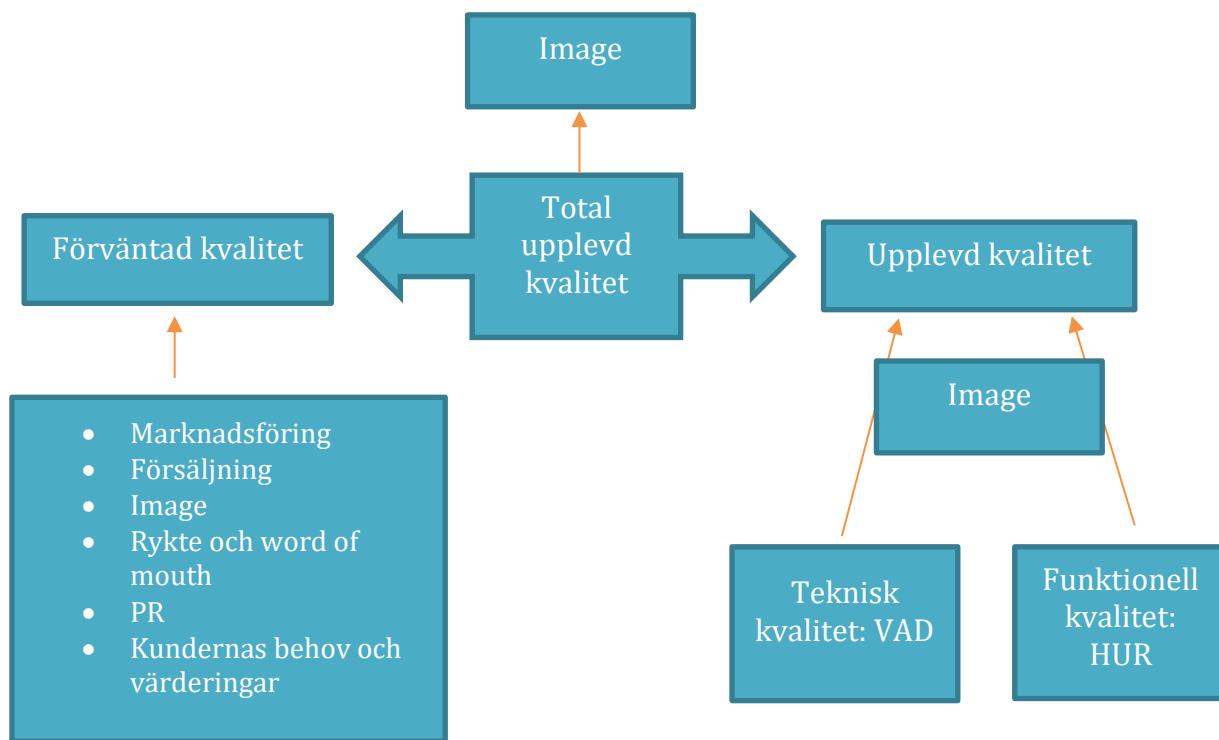 Image
Total
upplevd
kvalitet
Förväntad kvalitet
Upplevd kvalitet
Image
• Marknadsföring
• Försäljning
• Image
• Rykte och word of
mouth
• PR
• Kundernas behov och
värderingar
Teknisk
kvalitet: VAD
Funktionell
kvalitet:
HUR